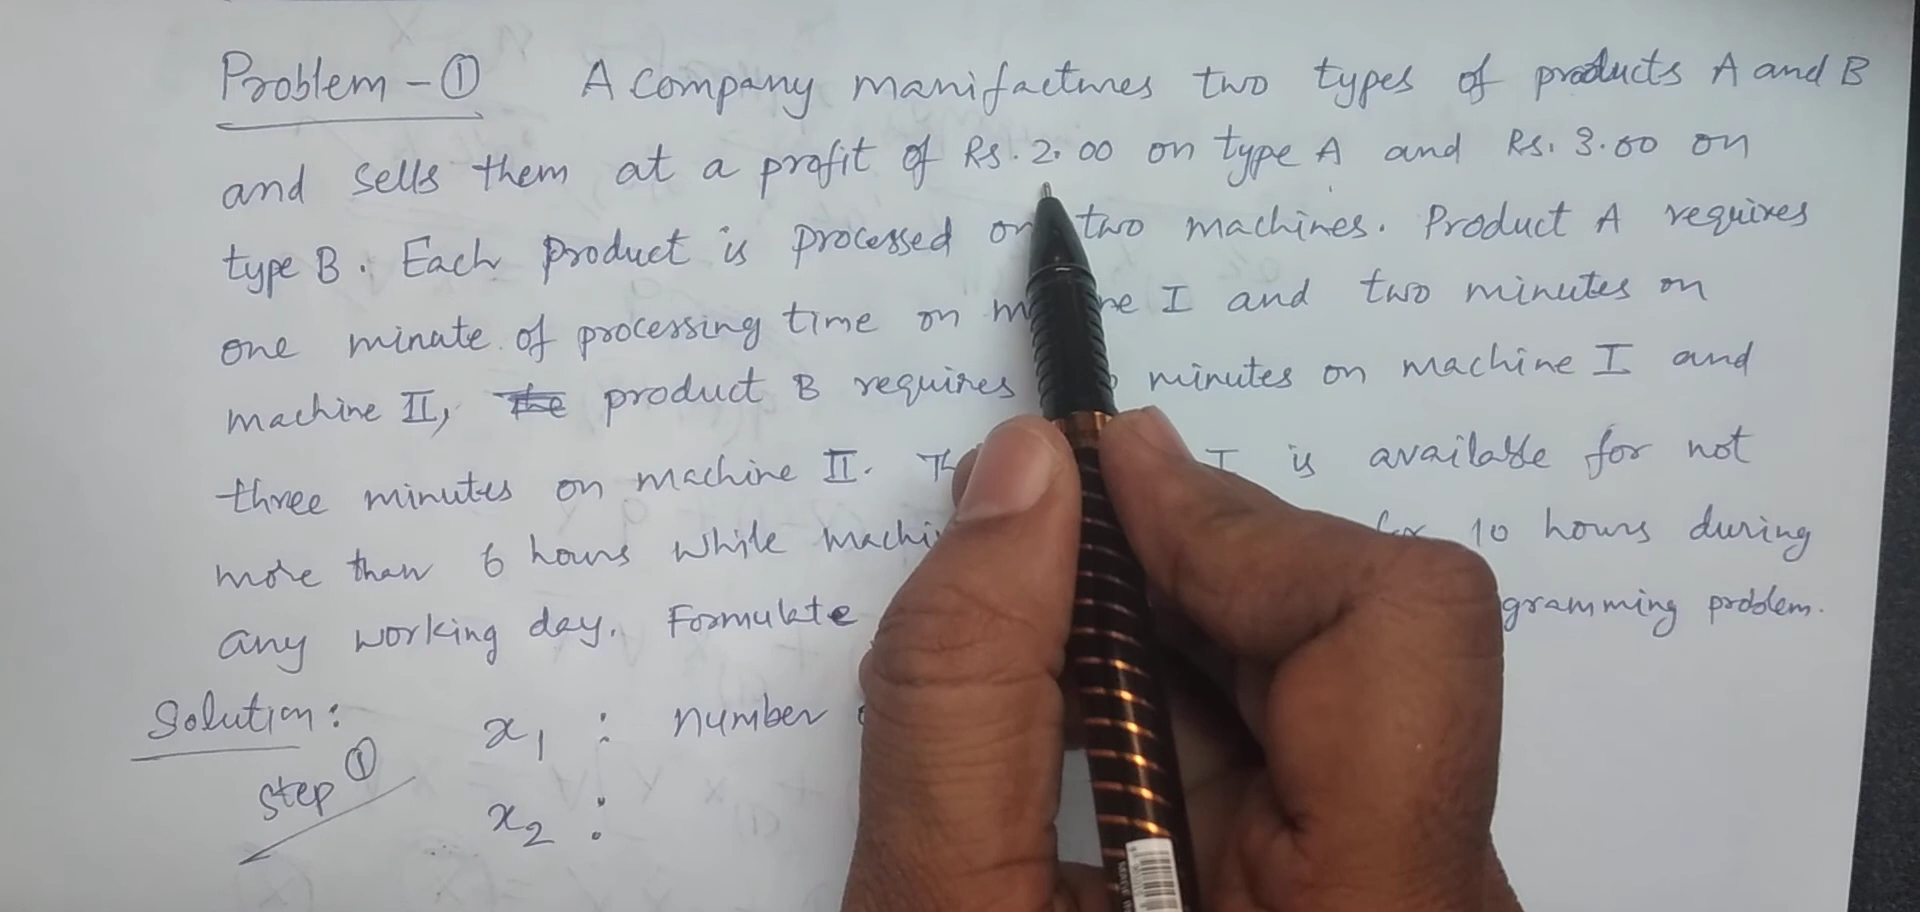 Problem-① A company manifactures two types of products A and B
and sells them at a profit of Rs. 2.00 on type A and Rs. 3.00 on
type B. Each product is processed on two machines. Product A requires
one minute of processing time on I and two minutes on
machine II, the product B requires minutes on machine I and
three minutes on machine II. I is available for not
more than 6 hours while for 10 hours during
any working day. Formulate problem.
Solution: x1 : number
step ① x2 :